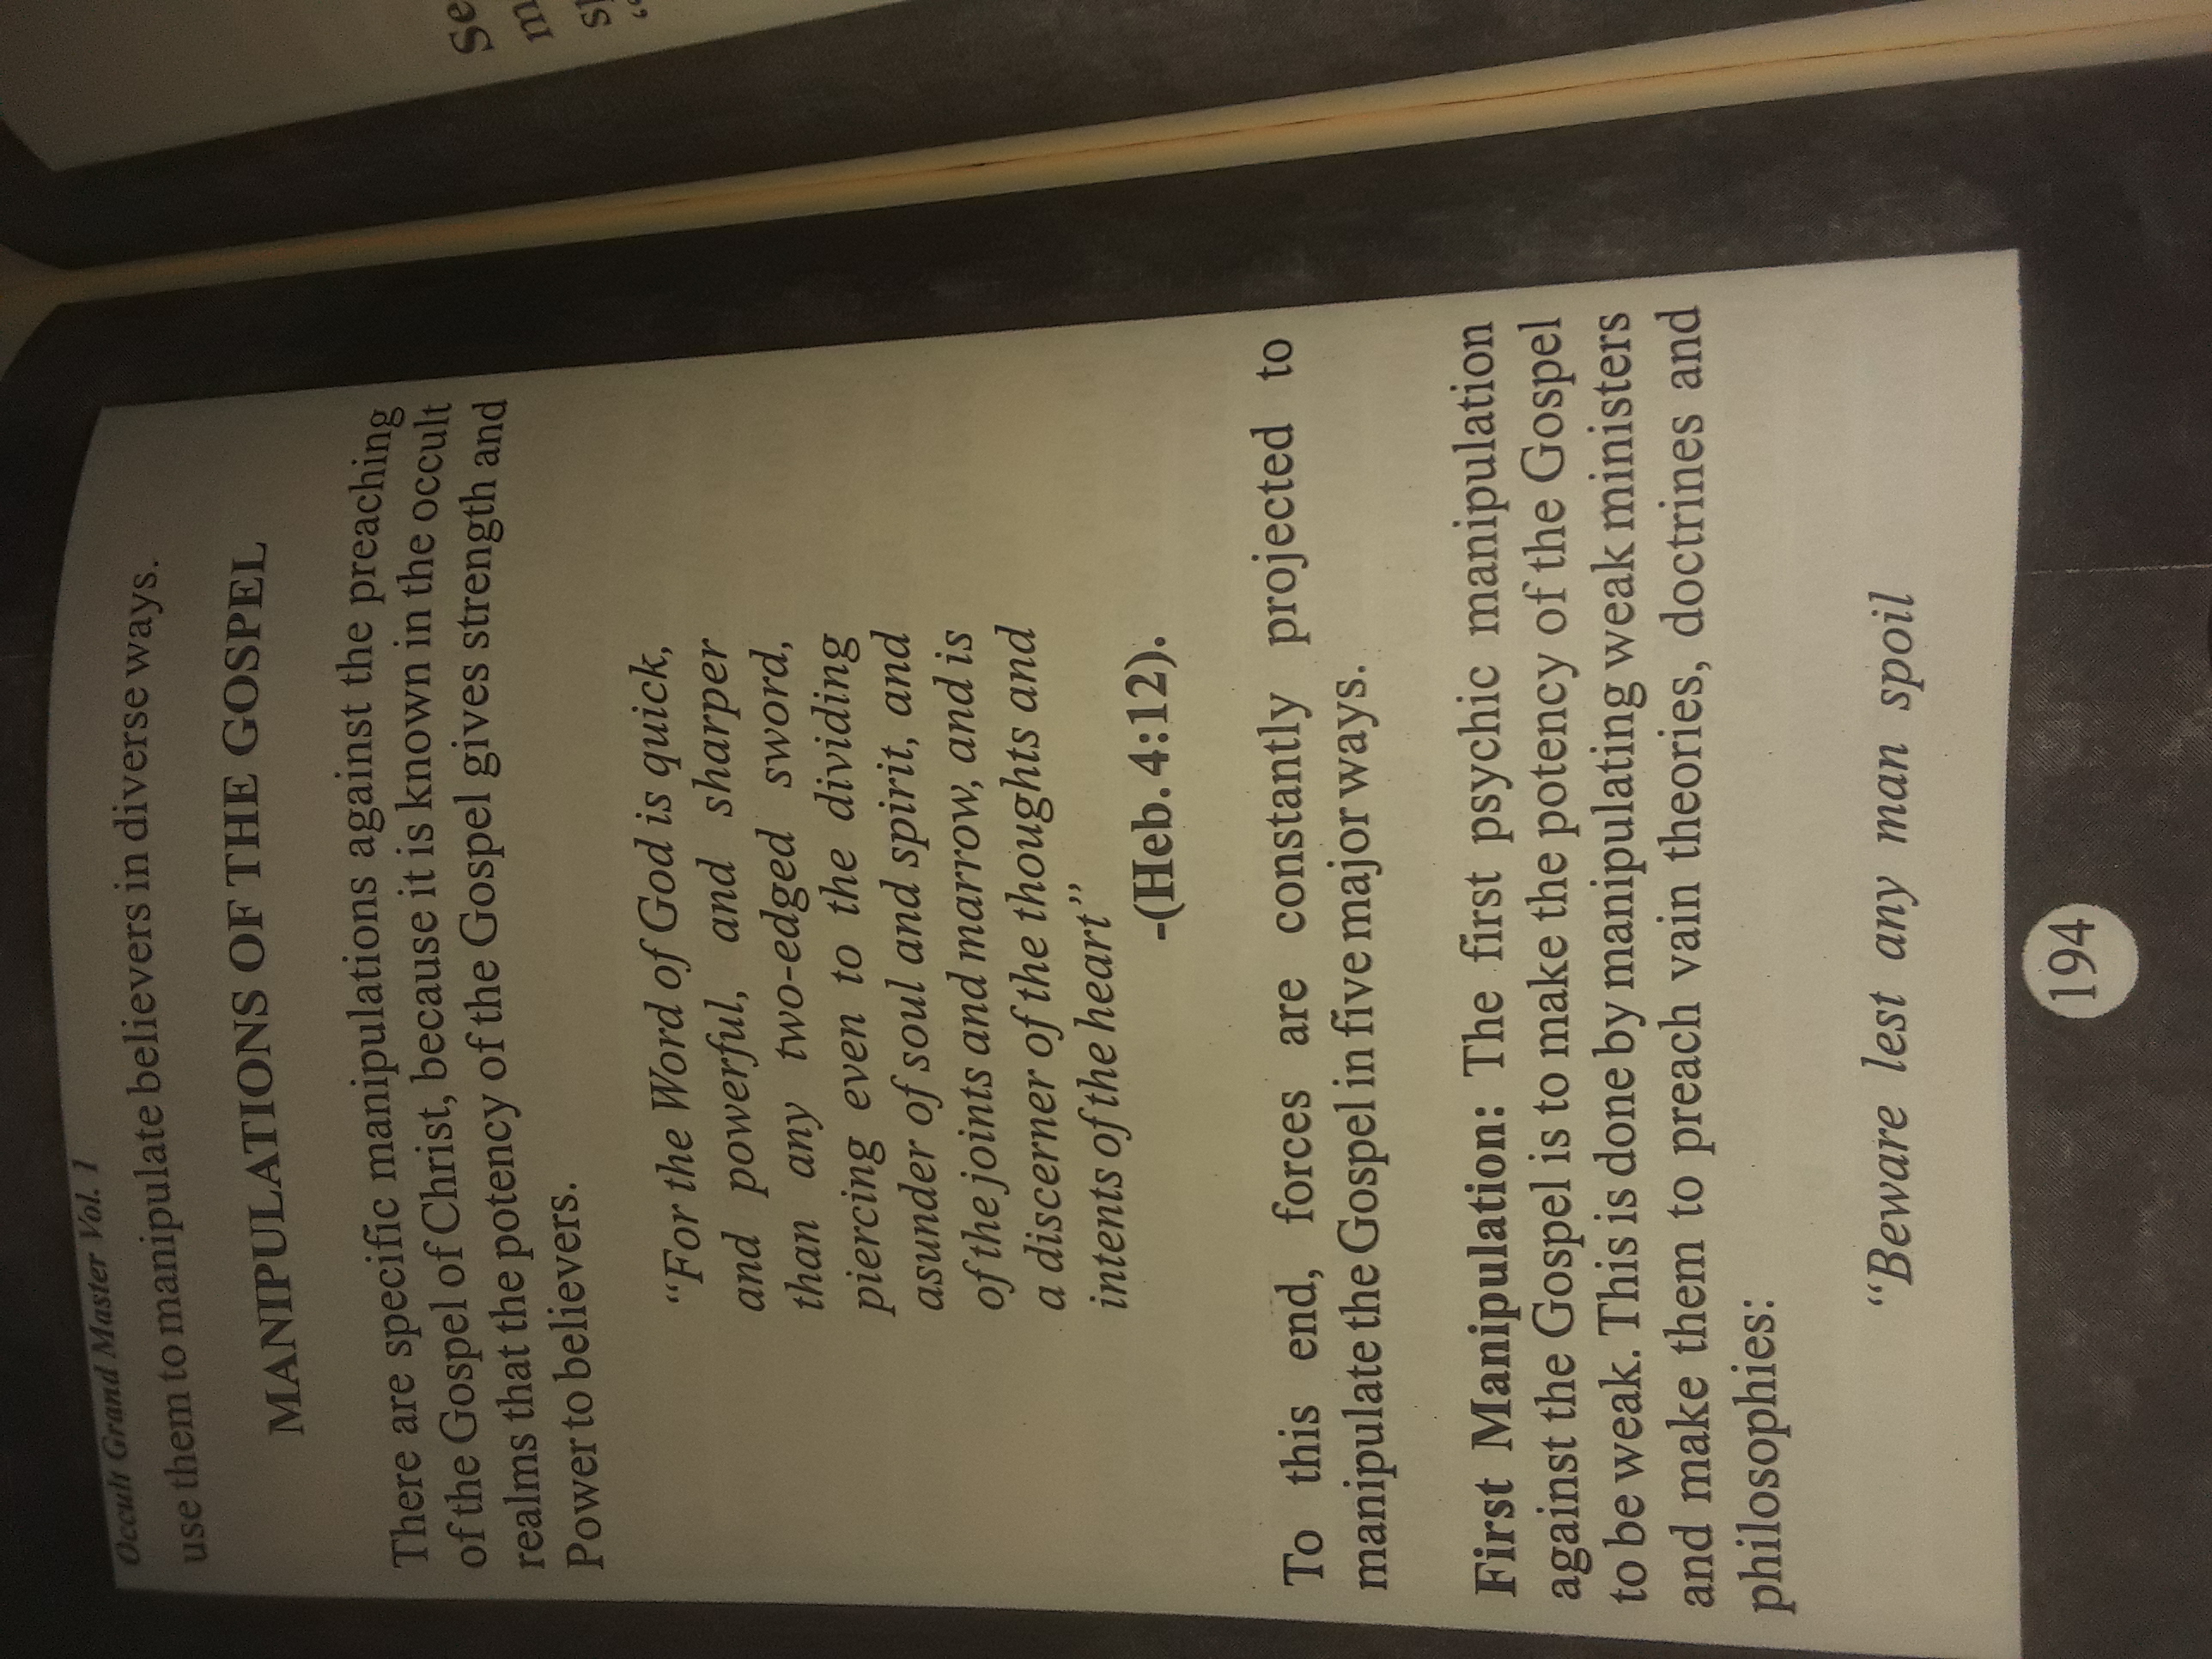 Occult Grand Master Vol. 1
use them to manipulate believers in diverse ways.
MANIPULATIONS OF THE GOSPEL
There are specific manipulations against the preaching
of the Gospel of Christ, because it is known in the occult
realms that the potency of the Gospel gives strength and
Power to believers.
"For the Word of God is quick,
and powerful, and sharper
than any two-edged sword,
piercing even to the dividing
asunder of soul and spirit, and
of the joints and marrow, and is
a discerner of the thoughts and
intents of the heart"
-(Heb. 4:12).
To this end, forces are constantly projected to
manipulate the Gospel in five major ways.
First Manipulation: The first psychic manipulation
against the Gospel is to make the potency of the Gospel
to be weak. This is done by manipulating weak ministers
and make them to preach vain theories, doctrines and
philosophies:
"Beware lest any man spoil
194